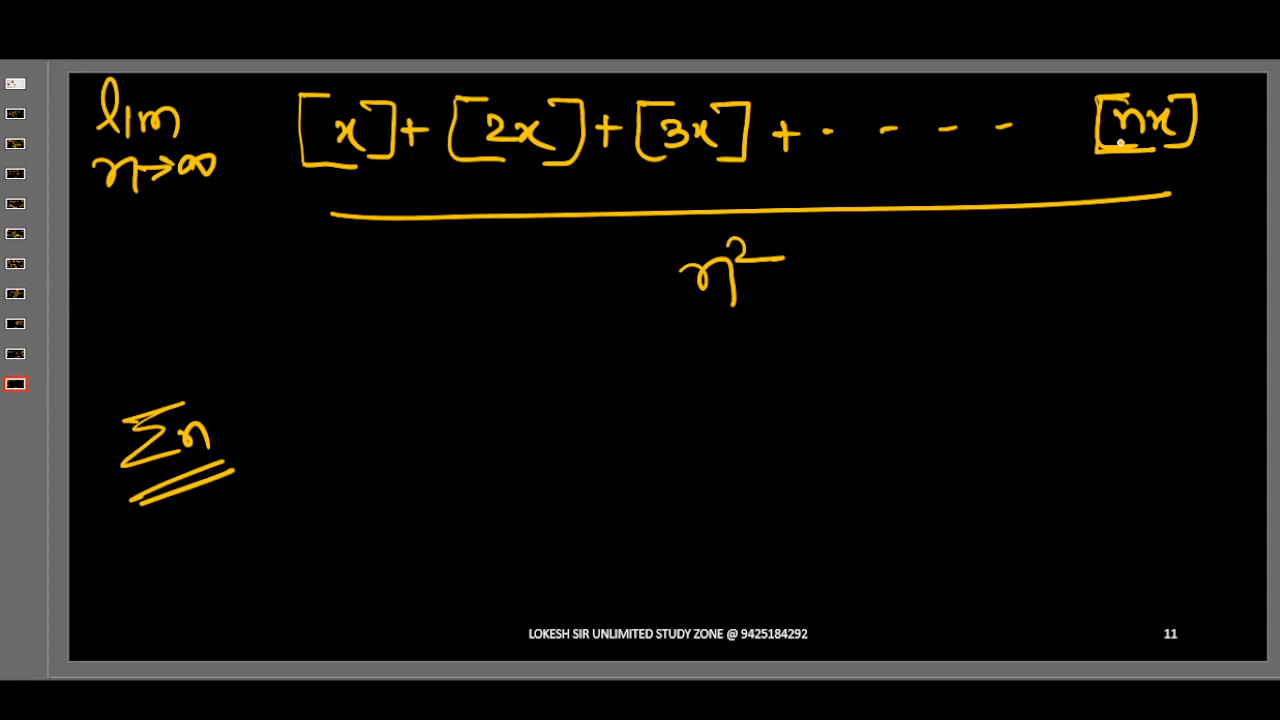 lim n→∞ [x] + [2x] + [3x] + - - - - [nx]
n²
Σn
LOKESH SIR UNLIMITED STUDY ZONE @ 9425184292 11